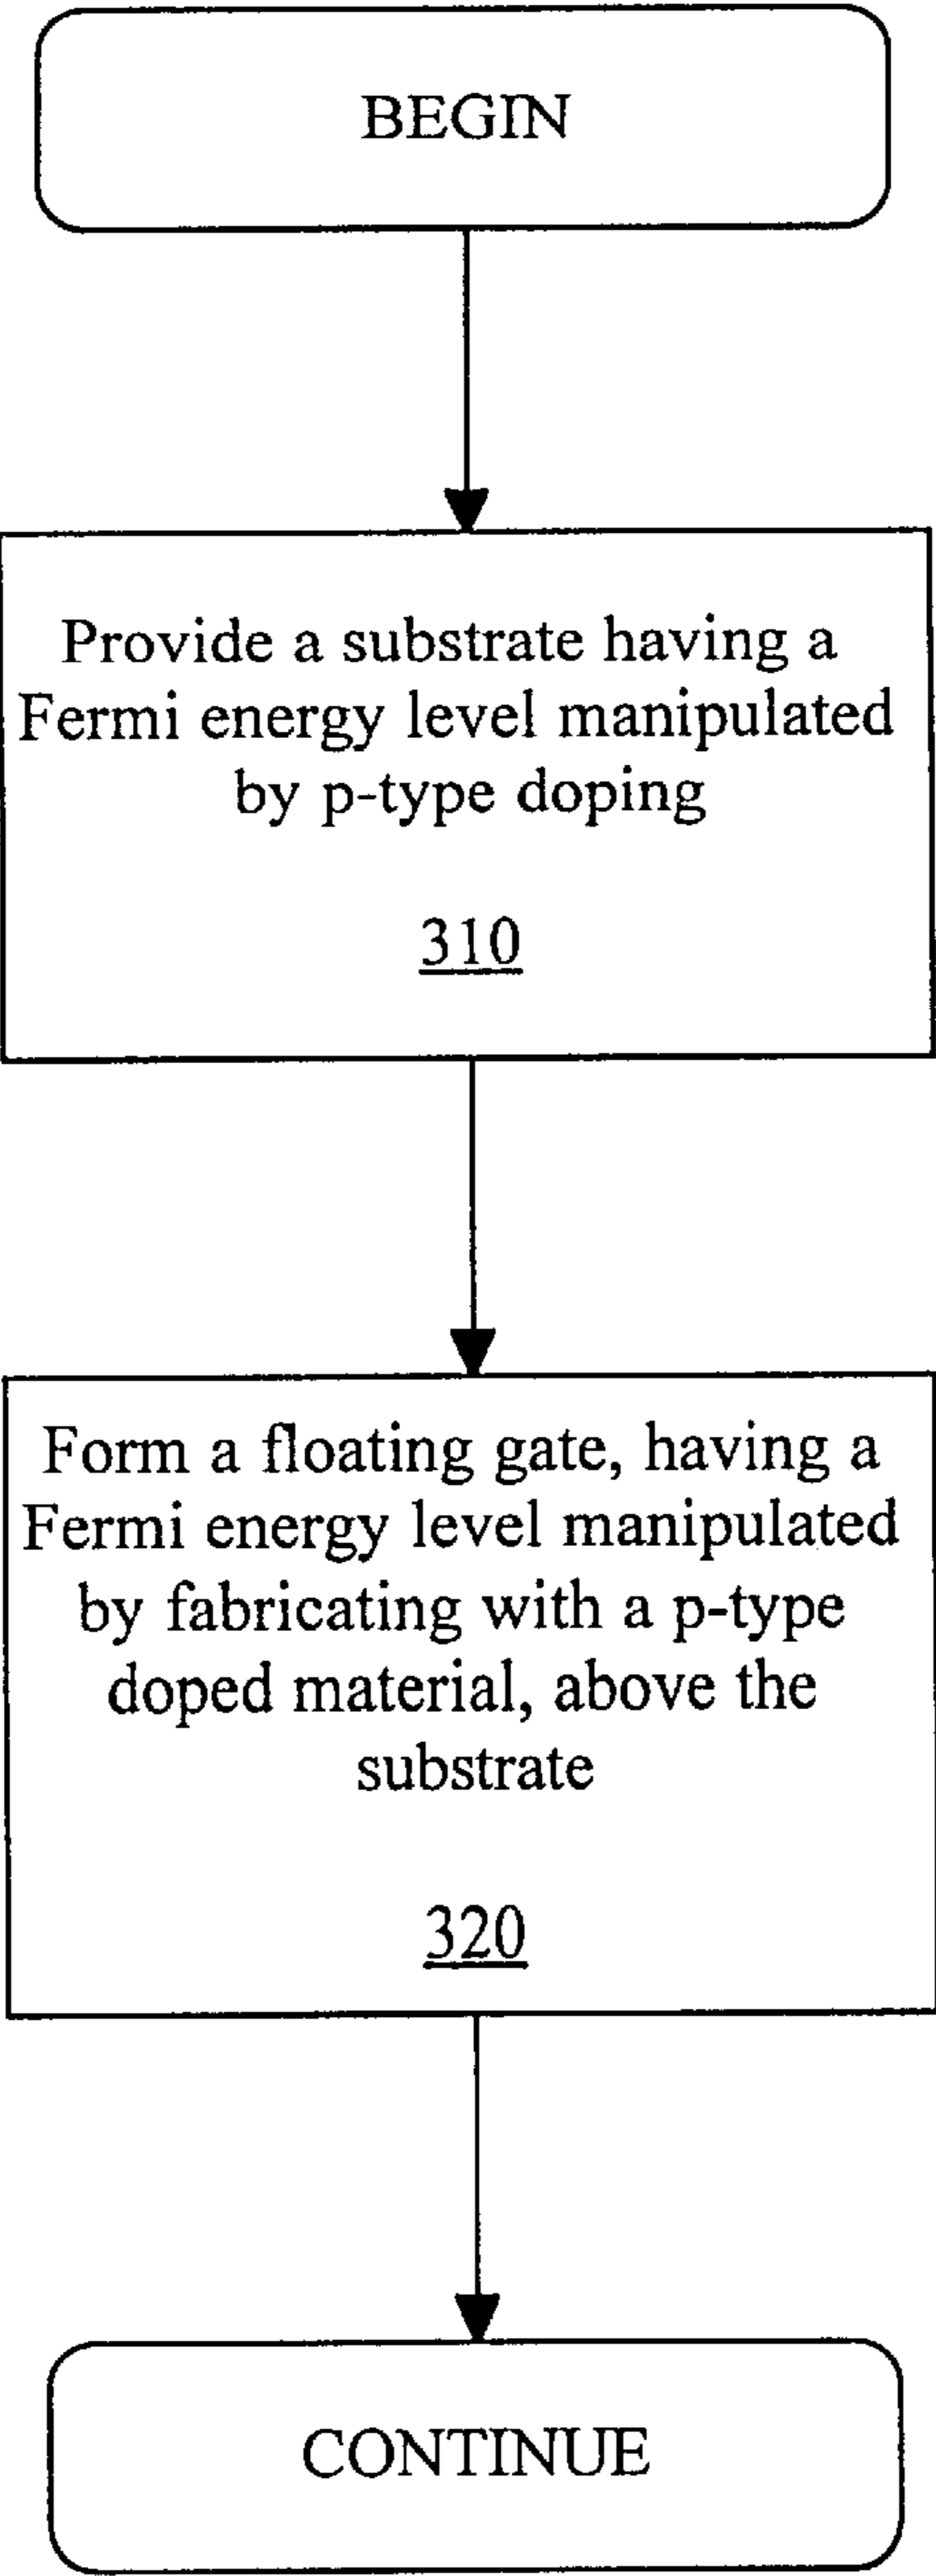 BEGIN
Provide a substrate having a
Fermi energy level manipulated
by p-type doping
310
Form a floating gate, having a
Fermi energy level manipulated
by fabricating with a p-type
doped material, above the
substrate
320
CONTINUE